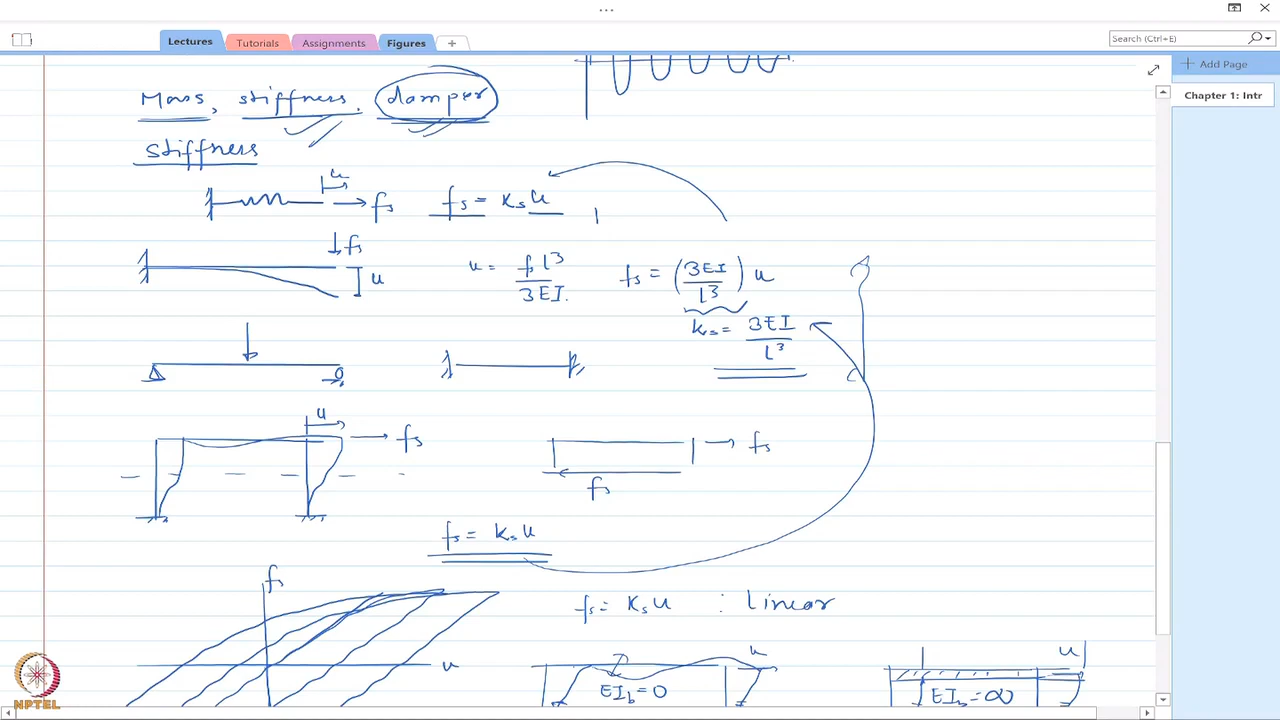 Lectures Tutorials Assignments Figures
Search (Ctrl+E)
Add Page
Chapter 1: Intr
Mass, stiffness, damper
stiffness
u
fs
fs = Ks u
fs
u
u = fs l³ / 3EI.
fs = (3EI / l³) u
ks = 3EI / l³
u
fs
fs
fs
fs = Ks u
fs
u
fs = Ks u : Linear
u
EIb = 0
u
EIb = ∞
NPTEL